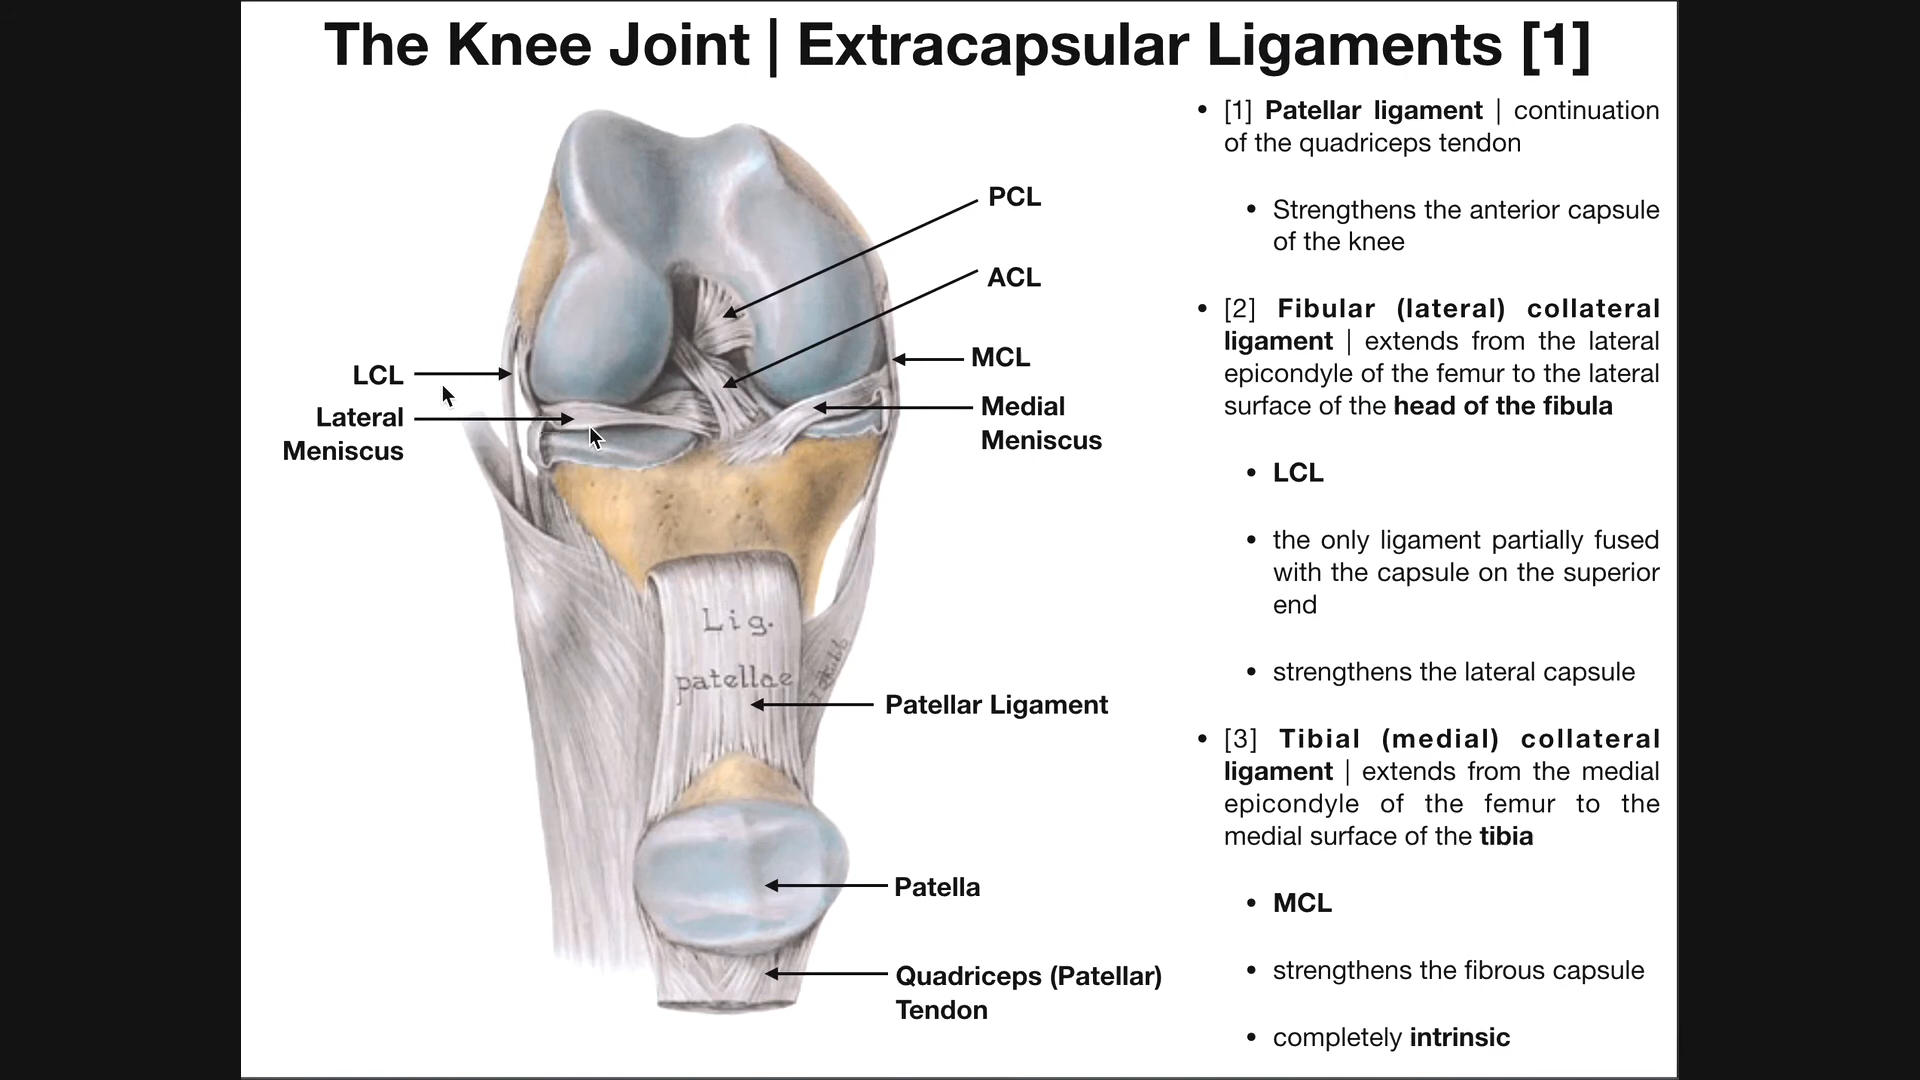 The Knee Joint | Extracapsular Ligaments [1]
PCL
ACL
MCL
LCL
Lateral
Meniscus
Medial
Meniscus
Lig.
patellae
Patellar Ligament
Patella
Quadriceps (Patellar)
Tendon
• [1] Patellar ligament | continuation
of the quadriceps tendon
• Strengthens the anterior capsule
of the knee
• [2] Fibular (lateral) collateral
ligament | extends from the lateral
epicondyle of the femur to the lateral
surface of the head of the fibula
• LCL
• the only ligament partially fused
with the capsule on the superior
end
• strengthens the lateral capsule
• [3] Tibial (medial) collateral
ligament | extends from the medial
epicondyle of the femur to the
medial surface of the tibia
• MCL
• strengthens the fibrous capsule
• completely intrinsic